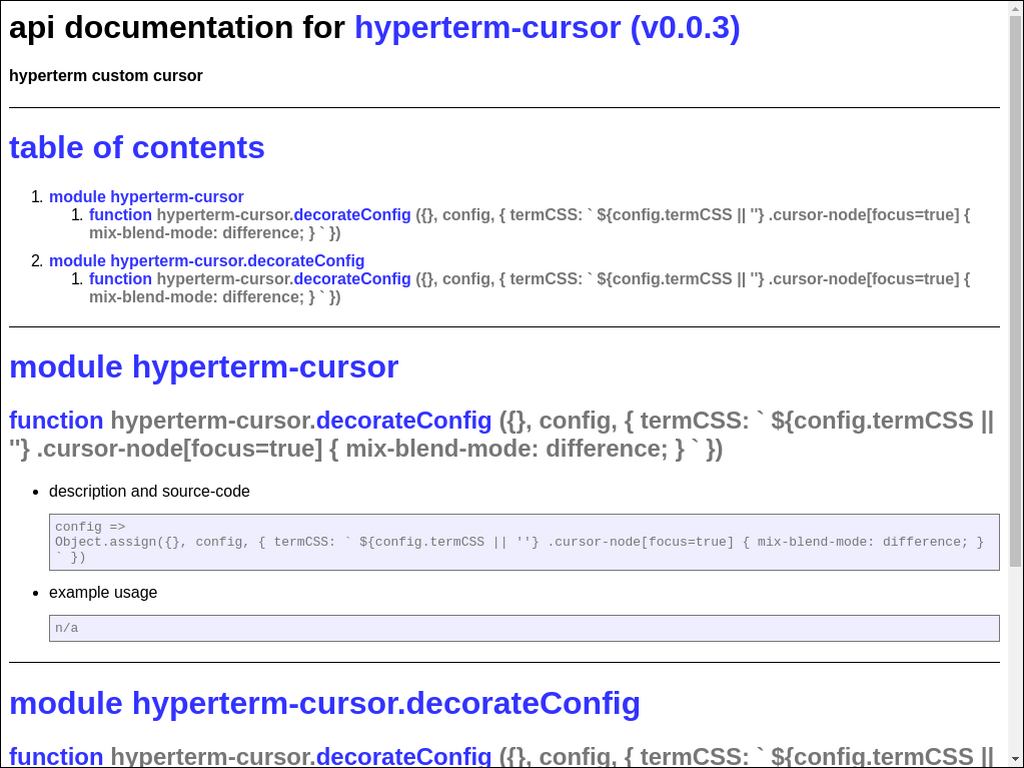 api documentation for hyperterm-cursor (v0.0.3)
hyperterm custom cursor
table of contents
1. module hyperterm-cursor
1. function hyperterm-cursor.decorateConfig ({}, config, { termCSS: ` ${config.termCSS || ''} .cursor-node[focus=true] {
mix-blend-mode: difference; } ` })
2. module hyperterm-cursor.decorateConfig
1. function hyperterm-cursor.decorateConfig ({}, config, { termCSS: ` ${config.termCSS || ''} .cursor-node[focus=true] {
mix-blend-mode: difference; } ` })
module hyperterm-cursor
function hyperterm-cursor.decorateConfig ({}, config, { termCSS: ` ${config.termCSS ||
''} .cursor-node[focus=true] { mix-blend-mode: difference; } ` })
• description and source-code
config =>
Object.assign({}, config, { termCSS: ` ${config.termCSS || ''} .cursor-node[focus=true] { mix-blend-mode: difference; }
` })
• example usage
n/a
module hyperterm-cursor.decorateConfig
function hyperterm-cursor.decorateConfig ({}, config, { termCSS: ` ${config.termCSS ||